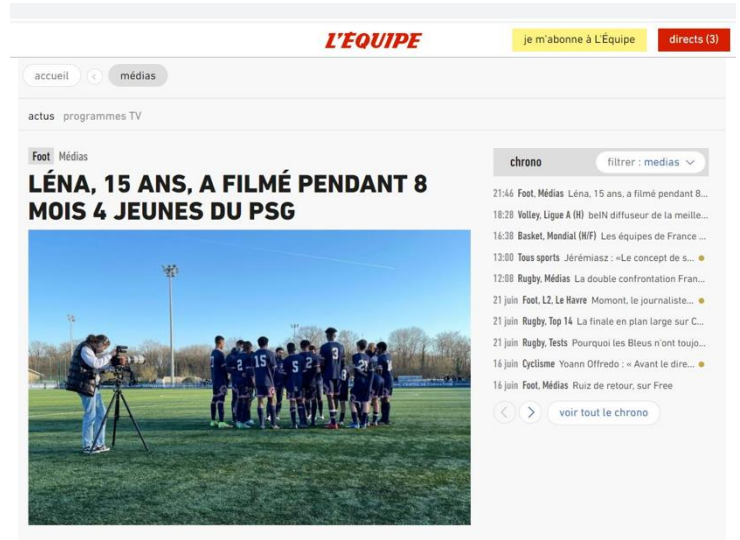 L'ÉQUIPE
je m'abonne à L'Équipe
directs (3)
accueil
médias
actus programmes TV
Foot Médias
LÉNA, 15 ANS, A FILMÉ PENDANT 8
MOIS 4 JEUNES DU PSG
15
2
5
2
3
21
chrono
filtrer : medias
21:46 Foot, Médias Léna, 15 ans, a filmé pendant 8...
18:28 Volley, Ligue A (H) beIN diffuseur de la meille...
16:38 Basket, Mondial (H/F) Les équipes de France ...
13:00 Tous sports Jérémiasz : «Le concept de s...
12:08 Rugby, Médias La double confrontation Fran...
21 juin Foot, L2, Le Havre Momont, le journaliste...
21 juin Rugby, Top 14 La finale en plan large sur C...
21 juin Rugby, Tests Pourquoi les Bleus n'ont toujo...
16 juin Cyclisme Yoann Offredo : « Avant le dire...
16 juin Foot, Médias Ruiz de retour, sur Free
voir tout le chrono